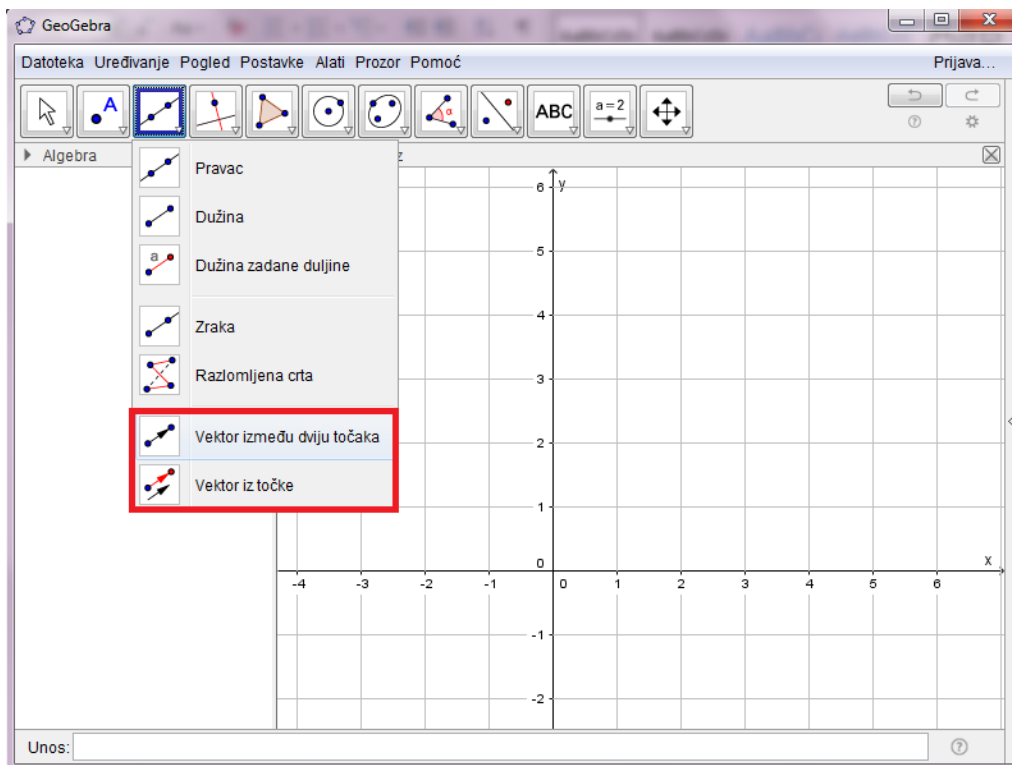 GeoGebra
Datoteka Uređivanje Pogled Postavke Alati Prozor Pomoć Prijava...
A α ABC a=2
Algebra
Pravac
Dužina
a
Dužina zadane duljine
Zraka
Razlomljena crta
Vektor između dviju točaka
Vektor iz točke
y
6
5
4
3
2
1
0
x
-4 -3 -2 -1 0 1 2 3 4 5 6
-1
-2
Unos: